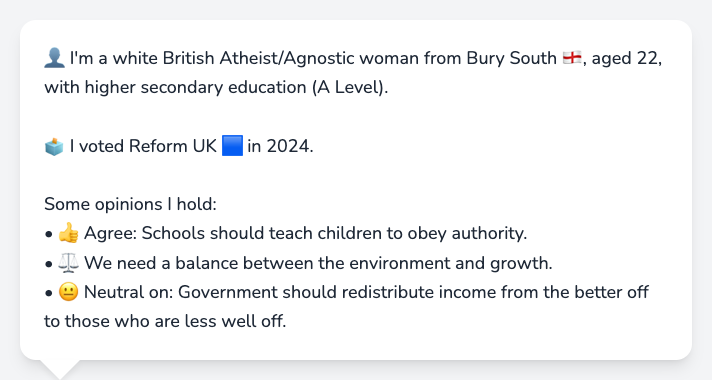 👤 I'm a white British Atheist/Agnostic woman from Bury South 🏴󠁧󠁢󠁥󠁮󠁧󠁿, aged 22,
with higher secondary education (A Level).
🗳️ I voted Reform UK 🟦 in 2024.
Some opinions I hold:
• 👍 Agree: Schools should teach children to obey authority.
• ⚖️ We need a balance between the environment and growth.
• 😐 Neutral on: Government should redistribute income from the better off
to those who are less well off.